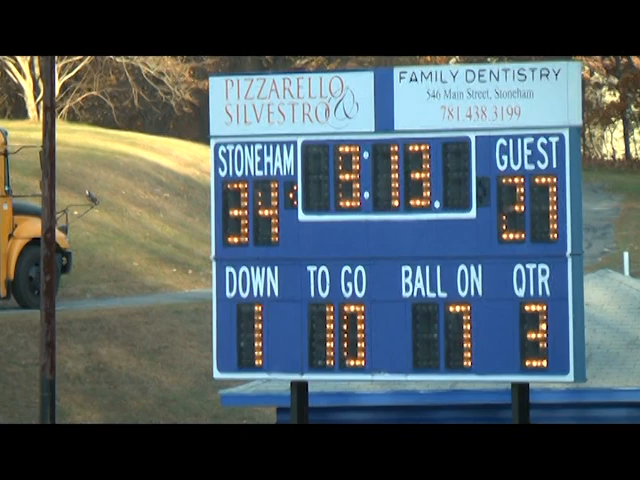 PIZZARELLO
SILVESTRO &
FAMILY DENTISTRY
546 Main Street, Stoneham
781.438.3199
STONEHAM
8:13.
GUEST
34
27
DOWN TO GO BALL ON QTR
1 10 7 3